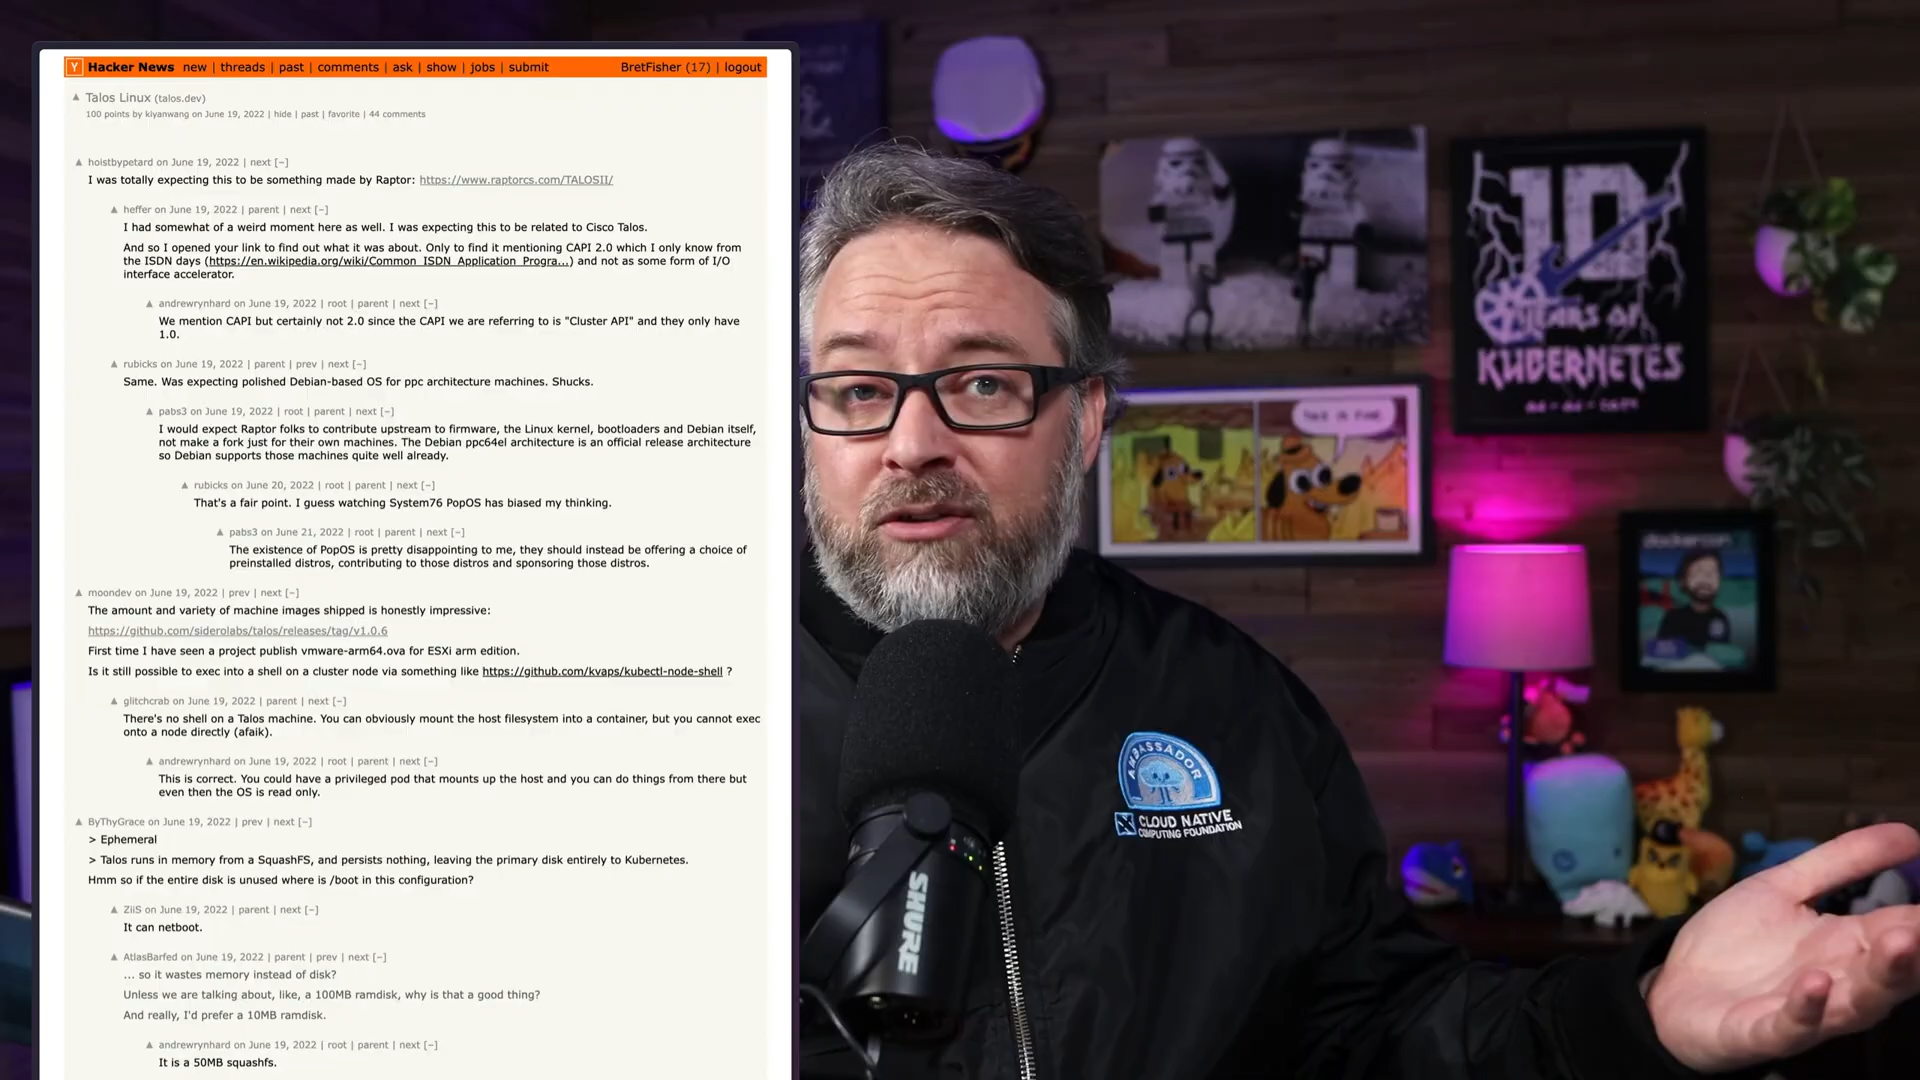 Y Hacker News new | threads | past | comments | ask | show | jobs | submit BretFisher (17) | logout
Talos Linux (talos.dev)
100 points by kiyanwang on June 19, 2022 | hide | past | favorite | 44 comments
hoistbypetard on June 19, 2022 | next [–]
I was totally expecting this to be something made by Raptor: https://www.raptorcs.com/TALOSII/
heffer on June 19, 2022 | parent | next [–]
I had somewhat of a weird moment here as well. I was expecting this to be related to Cisco Talos.
And so I opened your link to find out what it was about. Only to find it mentioning CAPI 2.0 which I only know from
the ISDN days (https://en.wikipedia.org/wiki/Common_ISDN_Application_Progra...) and not as some form of I/O
interface accelerator.
andrewrynhard on June 19, 2022 | root | parent | next [–]
We mention CAPI but certainly not 2.0 since the CAPI we are referring to is "Cluster API" and they only have
1.0.
rubicks on June 19, 2022 | parent | prev | next [–]
Same. Was expecting polished Debian-based OS for ppc architecture machines. Shucks.
pabs3 on June 19, 2022 | root | parent | next [–]
I would expect Raptor folks to contribute upstream to firmware, the Linux kernel, bootloaders and Debian itself,
not make a fork just for their own machines. The Debian ppc64el architecture is an official release architecture
so Debian supports those machines quite well already.
rubicks on June 20, 2022 | root | parent | next [–]
That's a fair point. I guess watching System76 PopOS has biased my thinking.
pabs3 on June 21, 2022 | root | parent | next [–]
The existence of PopOS is pretty disappointing to me, they should instead be offering a choice of
preinstalled distros, contributing to those distros and sponsoring those distros.
moondev on June 19, 2022 | prev | next [–]
The amount and variety of machine images shipped is honestly impressive:
https://github.com/siderolabs/talos/releases/tag/v1.0.6
First time I have seen a project publish vmware-arm64.ova for ESXi arm edition.
Is it still possible to exec into a shell on a cluster node via something like https://github.com/kvaps/kubectl-node-shell ?
glitchcrab on June 19, 2022 | parent | next [–]
There's no shell on a Talos machine. You can obviously mount the host filesystem into a container, but you cannot exec
onto a node directly (afaik).
andrewrynhard on June 19, 2022 | root | parent | next [–]
This is correct. You could have a privileged pod that mounts up the host and you can do things from there but
even then the OS is read only.
ByThyGrace on June 19, 2022 | prev | next [–]
> Ephemeral
> Talos runs in memory from a SquashFS, and persists nothing, leaving the primary disk entirely to Kubernetes.
Hmm so if the entire disk is unused where is /boot in this configuration?
ZiiS on June 19, 2022 | parent | next [–]
It can netboot.
AtlasBarfed on June 19, 2022 | parent | prev | next [–]
... so it wastes memory instead of disk?
Unless we are talking about, like, a 100MB ramdisk, why is that a good thing?
And really, I'd prefer a 10MB ramdisk.
andrewrynhard on June 19, 2022 | root | parent | next [–]
It is a 50MB squashfs.
10
YEARS OF
KUBERNETES
THIS IS FINE.
dockercon
AMBASSADOR
CLOUD NATIVE
COMPUTING FOUNDATION
SHURE